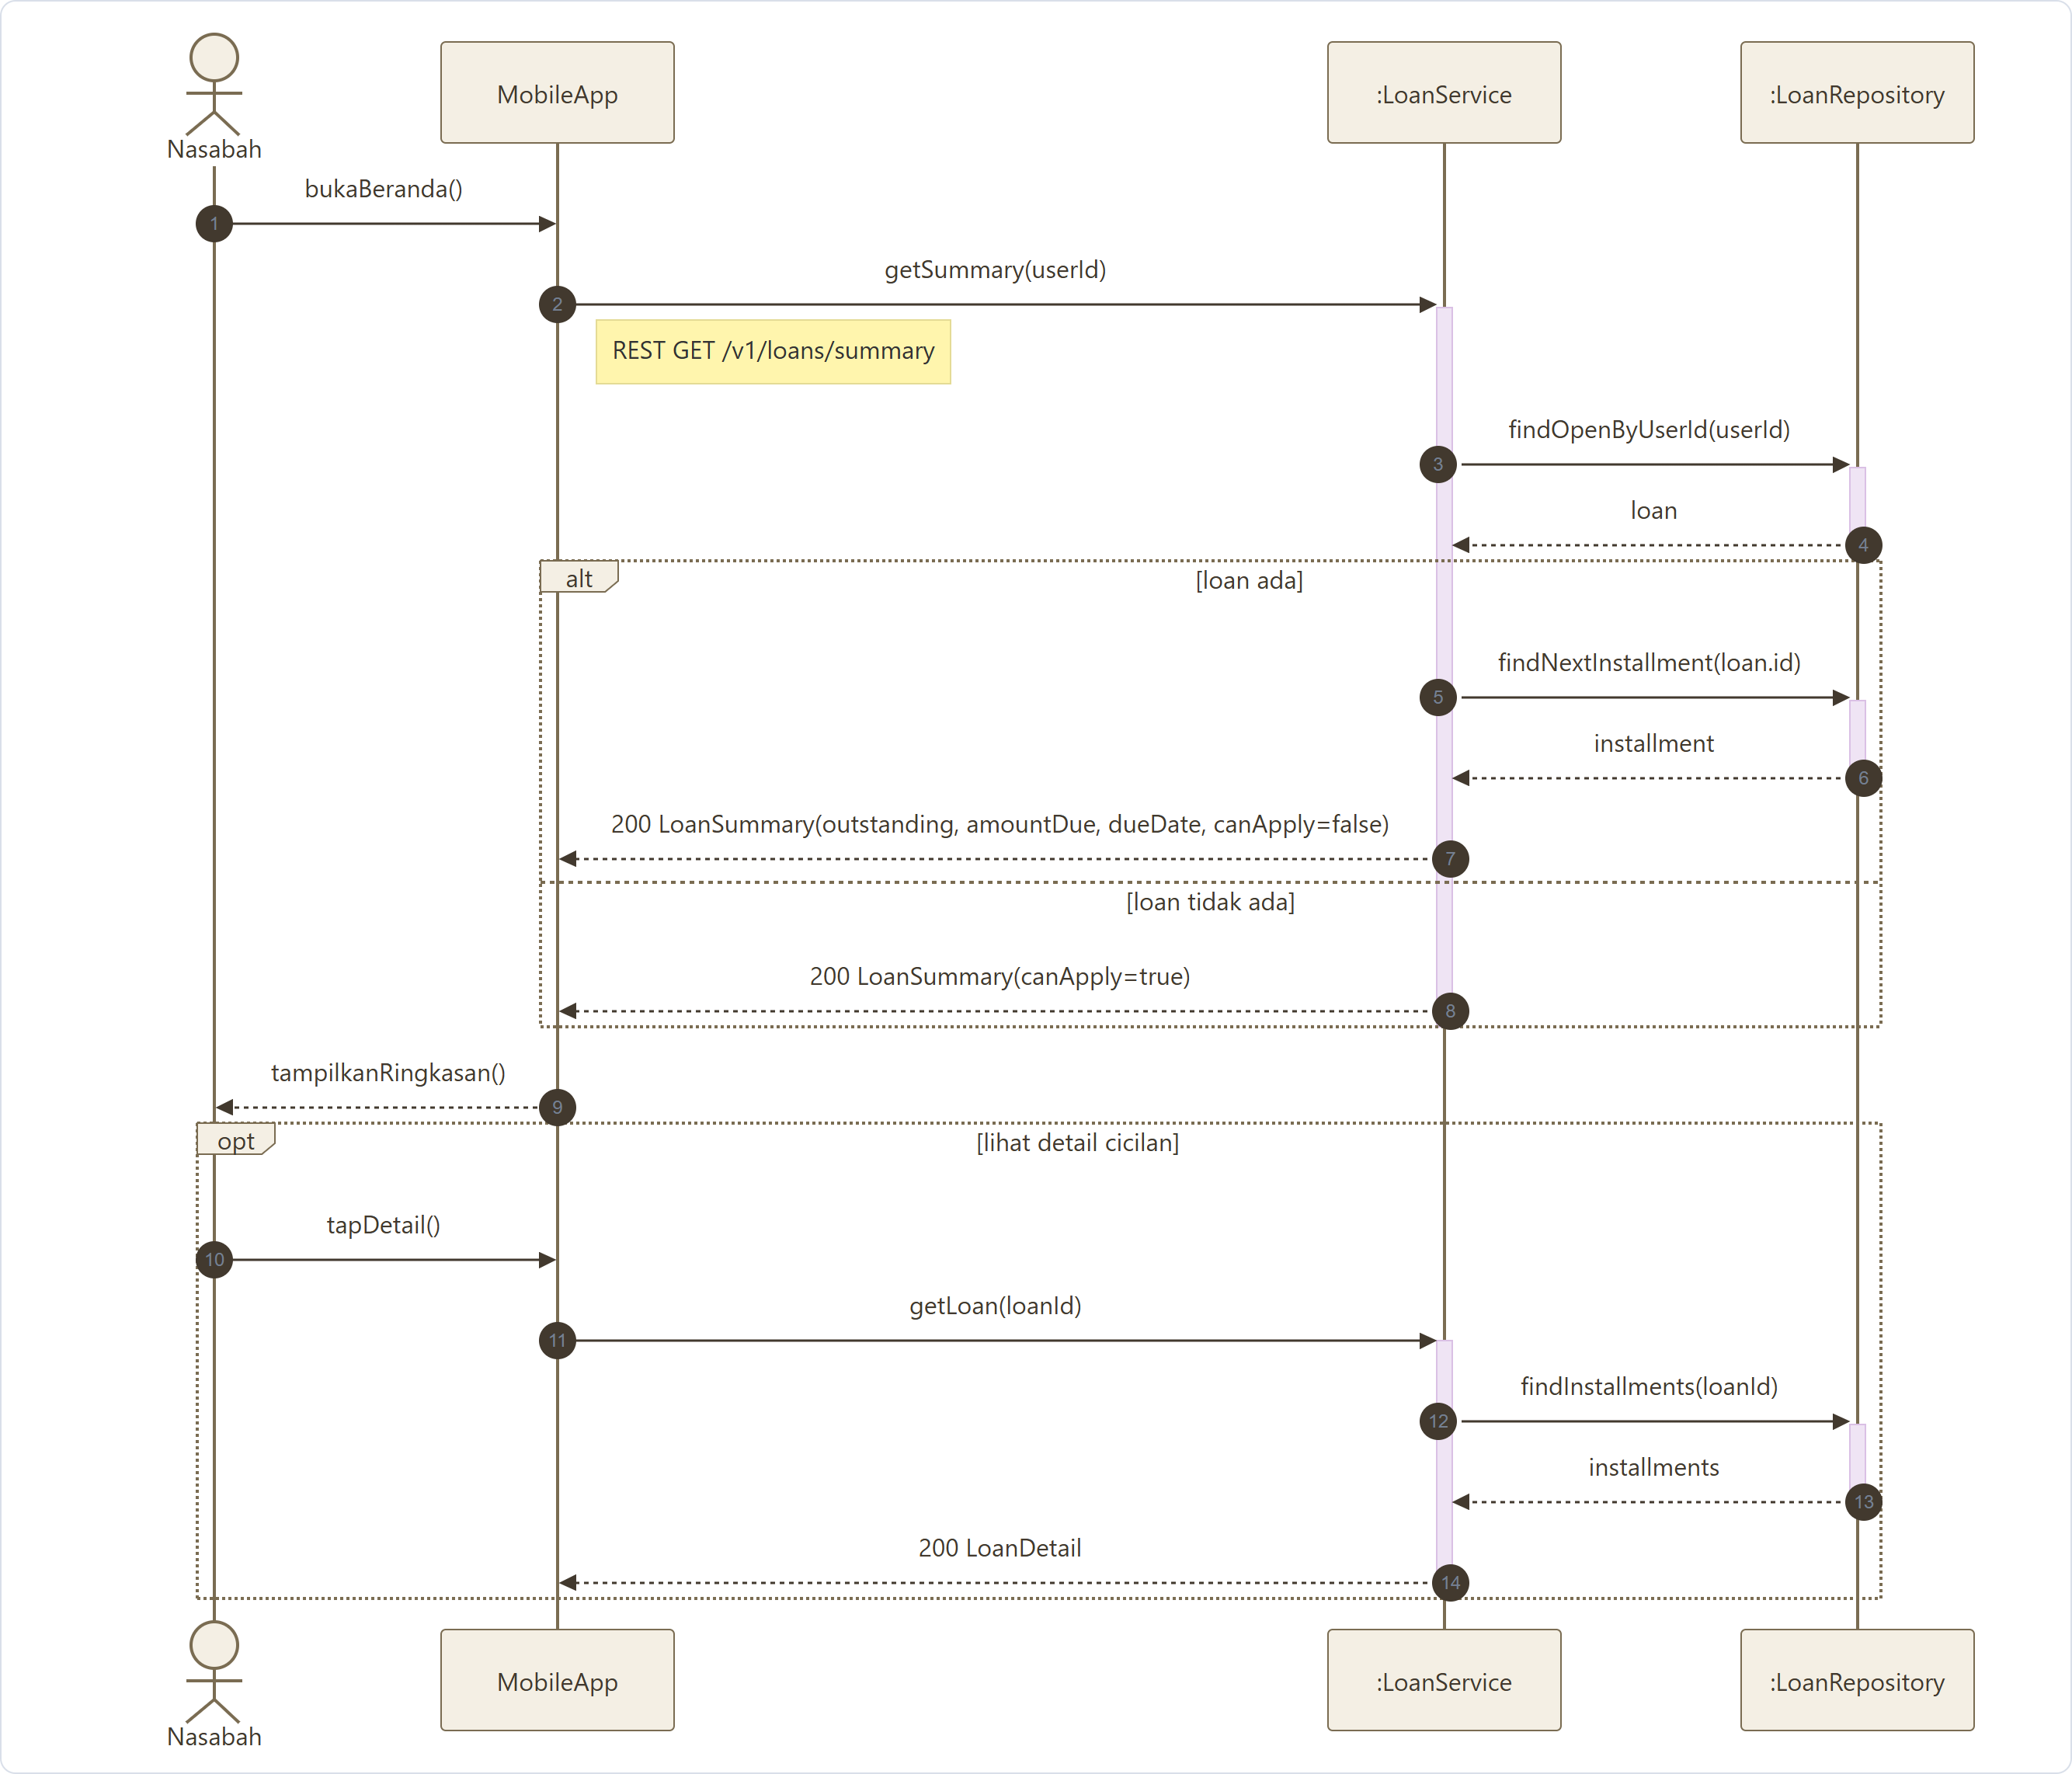 Nasabah
MobileApp
:LoanService
:LoanRepository
bukaBeranda()
1
getSummary(userId)
2
REST GET /v1/loans/summary
findOpenByUserId(userId)
3
loan
4
alt
[loan ada]
findNextInstallment(loan.id)
5
installment
6
200 LoanSummary(outstanding, amountDue, dueDate, canApply=false)
7
[loan tidak ada]
200 LoanSummary(canApply=true)
8
tampilkanRingkasan()
9
opt
[lihat detail cicilan]
tapDetail()
10
getLoan(loanId)
11
findInstallments(loanId)
12
installments
13
200 LoanDetail
14
Nasabah
MobileApp
:LoanService
:LoanRepository